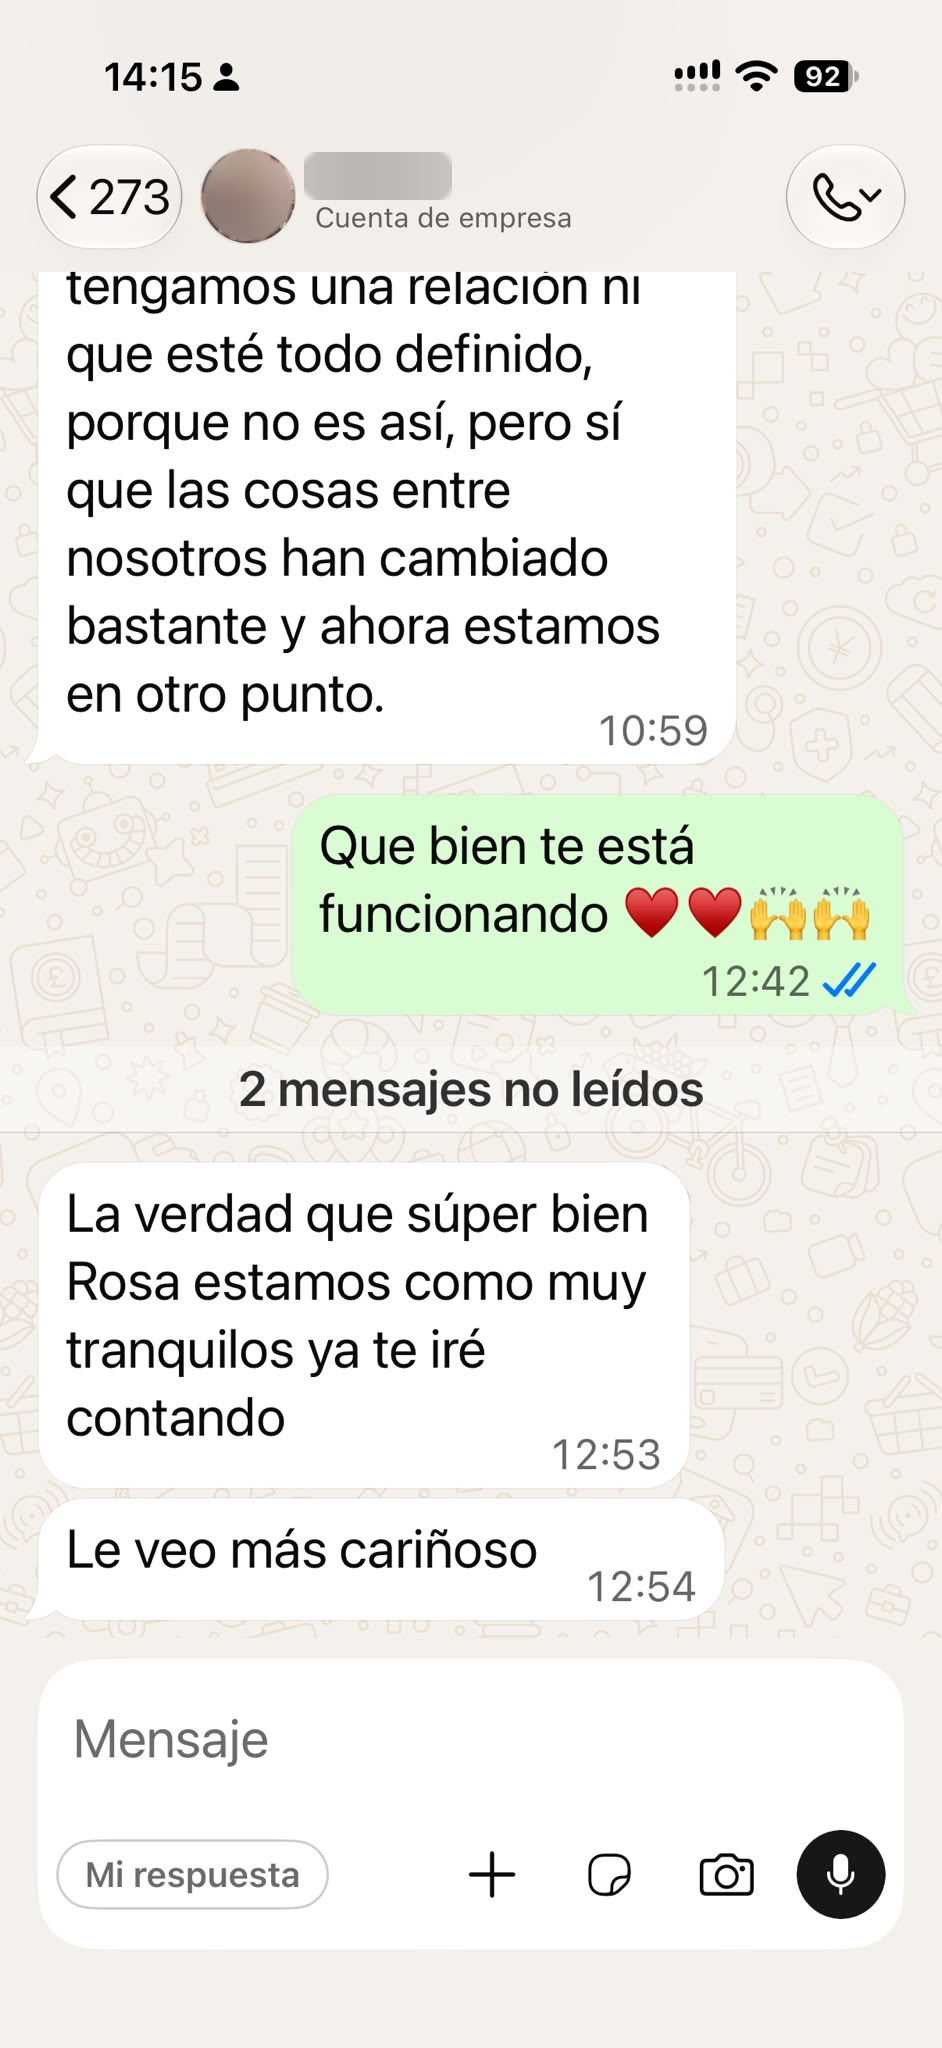 14:15
92
273
Cuenta de empresa
tengamos una relación ni
que esté todo definido,
porque no es así, pero sí
que las cosas entre
nosotros han cambiado
bastante y ahora estamos
en otro punto.
10:59
Que bien te está
funcionando ♥️♥️🙌🙌
12:42
2 mensajes no leídos
La verdad que súper bien
Rosa estamos como muy
tranquilos ya te iré
contando
12:53
Le veo más cariñoso
12:54
Mensaje
Mi respuesta